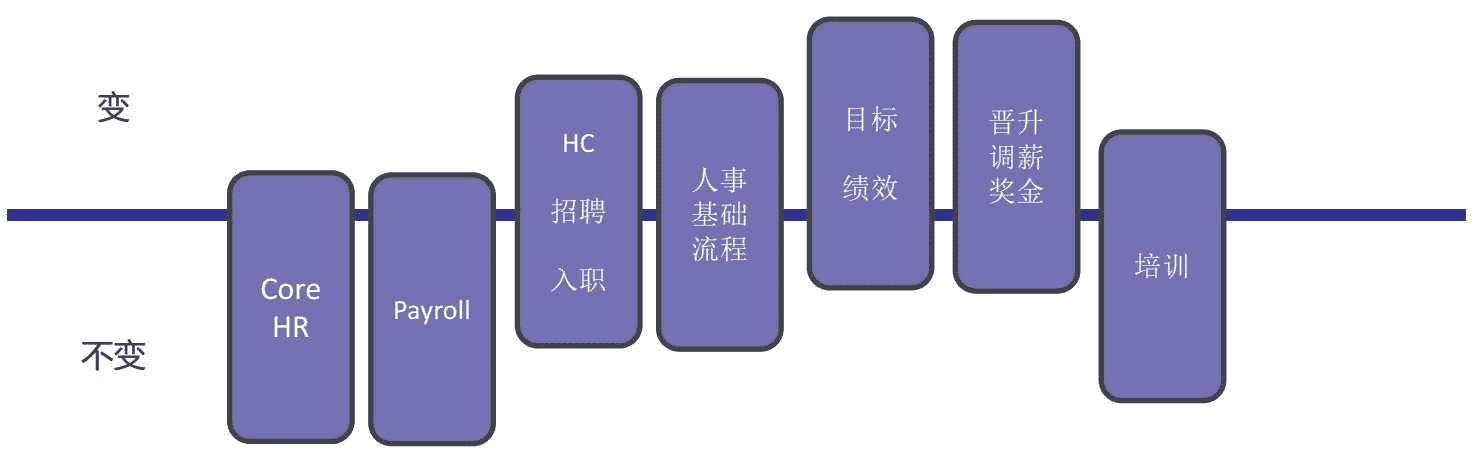 变
不变
Core
HR
Payroll
HC
招聘
入职
人事
基础
流程
目标
绩效
晋升
调薪
奖金
培训